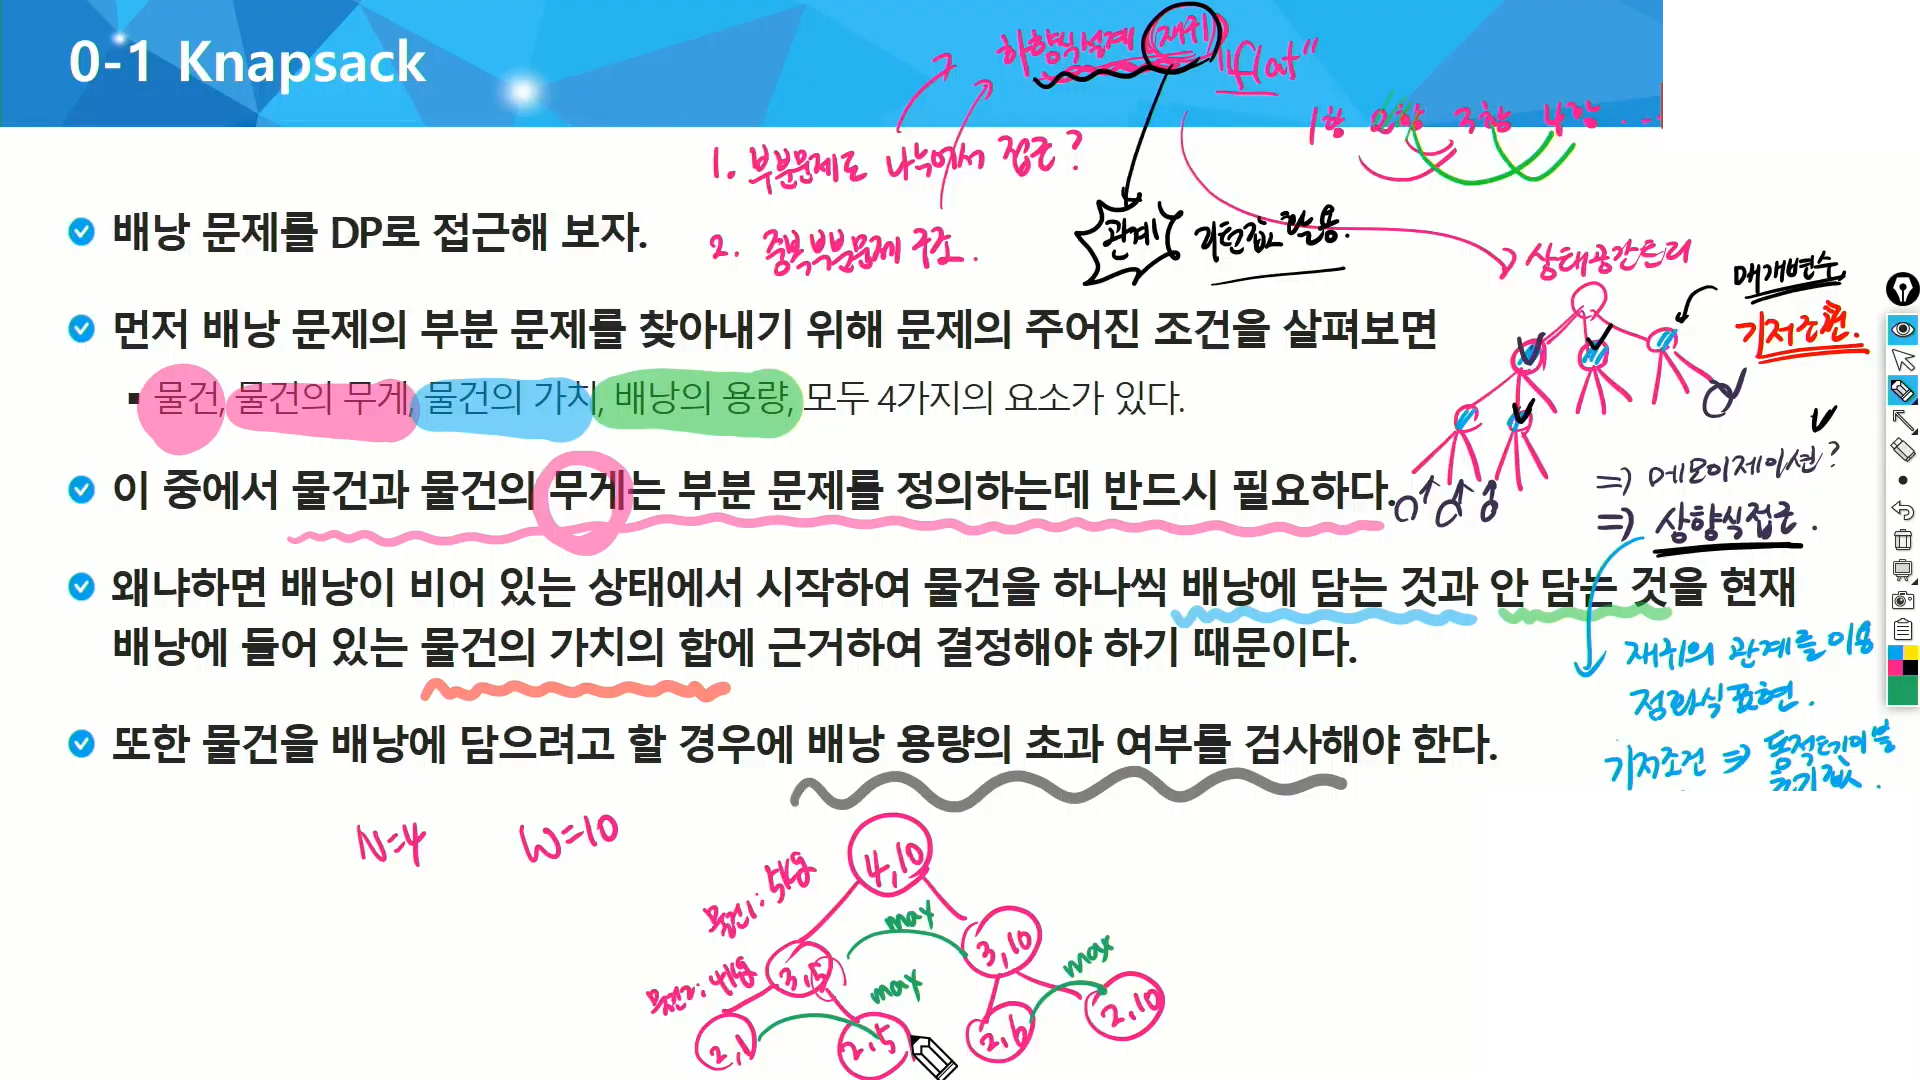 0-1 Knapsack
하향식설계 재귀 "flat"
1항 2항 3항 4항 . . .
1. 부분문제로 나누어서 접근?
2. 중복부분문제 구조.
관계
리턴값 활용.
상태공간트리
매개변수,
기저조건.
배낭 문제를 DP로 접근해 보자.
먼저 배낭 문제의 부분 문제를 찾아내기 위해 문제의 주어진 조건을 살펴보면
물건, 물건의 무게, 물건의 가치, 배낭의 용량, 모두 4가지의 요소가 있다.
이 중에서 물건과 물건의 무게는 부분 문제를 정의하는데 반드시 필요하다.
=> 메모이제이션?
=> 상향식접근.
왜냐하면 배낭이 비어 있는 상태에서 시작하여 물건을 하나씩 배낭에 담는 것과 안 담는 것을 현재
배낭에 들어 있는 물건의 가치의 합에 근거하여 결정해야 하기 때문이다.
재귀의 관계를 이용
점화식 표현.
또한 물건을 배낭에 담으려고 할 경우에 배낭 용량의 초과 여부를 검사해야 한다.
기저조건 => 동적테이블
초기값.
N=4 W=10
4,10
물건1: 5kg
max
3,5
3,10
물건2: 4kg
max
max
2,1
2,5
2,6
2,10